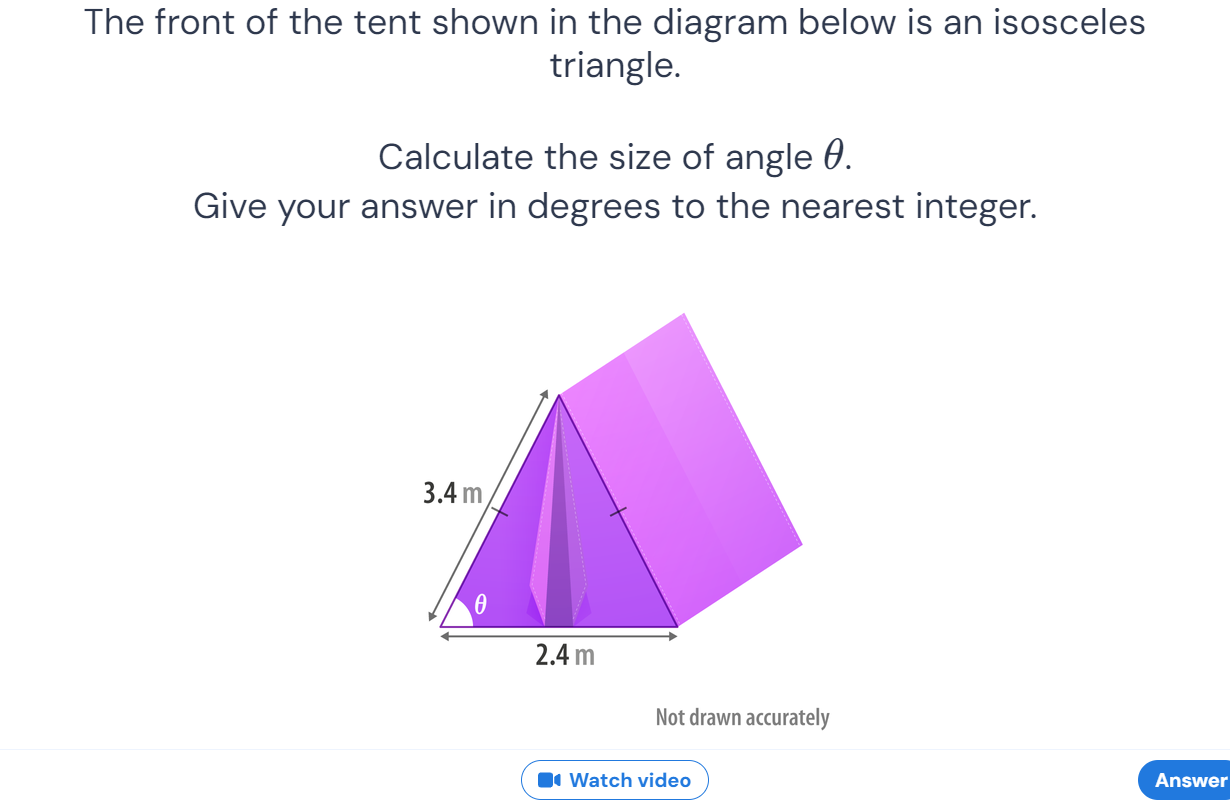 The front of the tent shown in the diagram below is an isosceles
triangle.
Calculate the size of angle θ.
Give your answer in degrees to the nearest integer.
3.4 m
θ
2.4 m
Not drawn accurately
Watch video
Answer